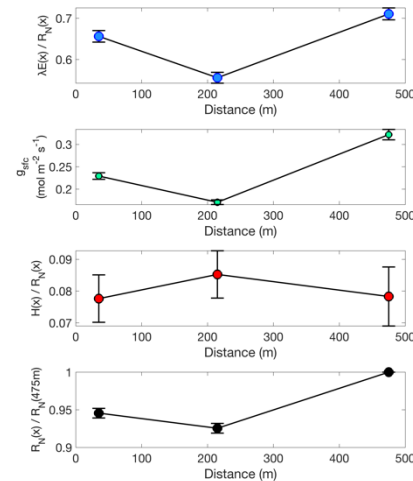 0.7
0.6
λE(x) / R_N(x)
0 100 200 300 400 500
Distance (m)
0.3
0.25
0.2
g_sfc
(mol m⁻² s⁻¹)
0 100 200 300 400 500
Distance (m)
0.09
0.08
0.07
H(x) / R_N(x)
0 100 200 300 400 500
Distance (m)
1
0.95
0.9
R_N(x) / R_N(475m)
0 100 200 300 400 500
Distance (m)